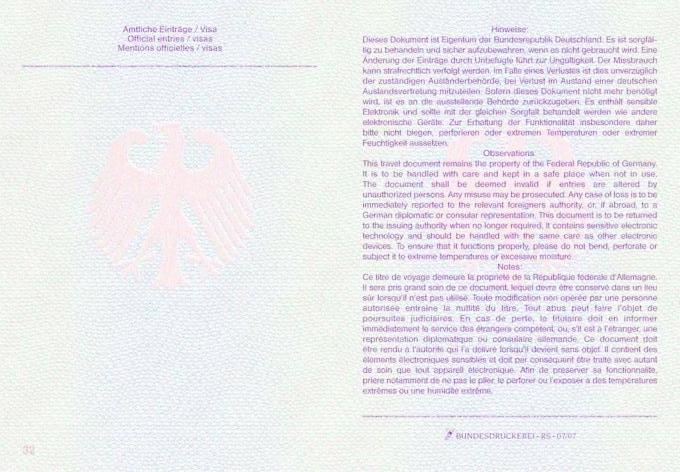 Amtliche Einträge / Visa
Official entries / visas
Mentions officielles / visas
32
Hinweise:
Dieses Dokument ist Eigentum der Bundesrepublik Deutschland. Es ist sorgfäl-
tig zu behandeln und sicher aufzubewahren, wenn es nicht gebraucht wird. Eine
Änderung der Einträge durch Unbefugte führt zur Ungültigkeit. Der Missbrauch
kann strafrechtlich verfolgt werden. Im Falle eines Verlustes ist dies unverzüglich
der zuständigen Ausländerbehörde, bei Verlust im Ausland einer deutschen
Auslandsvertretung mitzuteilen. Sofern dieses Dokument nicht mehr benötigt
wird, ist es an die ausstellende Behörde zurückzugeben. Es enthält sensible
Elektronik und sollte mit der gleichen Sorgfalt behandelt werden wie andere
elektronische Geräte. Zur Erhaltung der Funktionalität insbesondere daher
bitte nicht biegen, perforieren oder extremen Temperaturen oder extremer
Feuchtigkeit aussetzen.
Observations:
This travel document remains the property of the Federal Republic of Germany.
It is to be handled with care and kept in a safe place when not in use.
The document shall be deemed invalid if entries are altered by
unauthorized persons. Any misuse may be prosecuted. Any case of loss is to be
immediately reported to the relevant foreigners authority, or, if abroad, to a
German diplomatic or consular representation. This document is to be returned
to the issuing authority when no longer required. It contains sensitive electronic
technology and should be handled with the same care as other electronic
devices. To ensure that it functions properly, please do not bend, perforate or
subject it to extreme temperatures or excessive moisture.
Notes:
Ce titre de voyage demeure la propriété de la République fédérale d'Allemagne.
Il sera pris grand soin de ce document, lequel devra être conservé dans un lieu
sûr lorsqu'il n'est pas utilisé. Toute modification non opérée par une personne
autorisée entraîne la nullité du titre. Tout abus peut faire l'objet de
poursuites judiciaires. En cas de perte, le titulaire doit en informer
immédiatement le service des étrangers compétent, ou, s'il est à l'étranger, une
représentation diplomatique ou consulaire allemande. Ce document doit
être rendu à l'autorité qui l'a délivré lorsqu'il devient sans objet. Il contient des
éléments électroniques sensibles et doit par conséquent être traité avec autant
de soin que tout appareil électronique. Afin de préserver sa fonctionnalité,
prière notamment de ne pas le plier, le perforer ou l'exposer à des températures
extrêmes ou une humidité extrême.
BUNDESDRUCKEREI - RS - 07/07